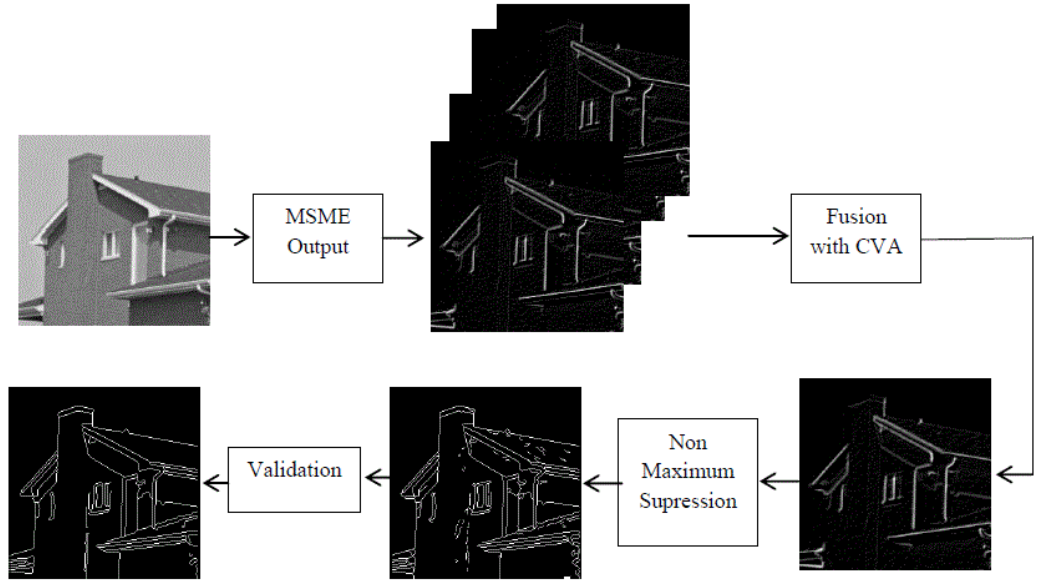 MSME
Output
Fusion
with CVA
Non
Maximum
Supression
Validation